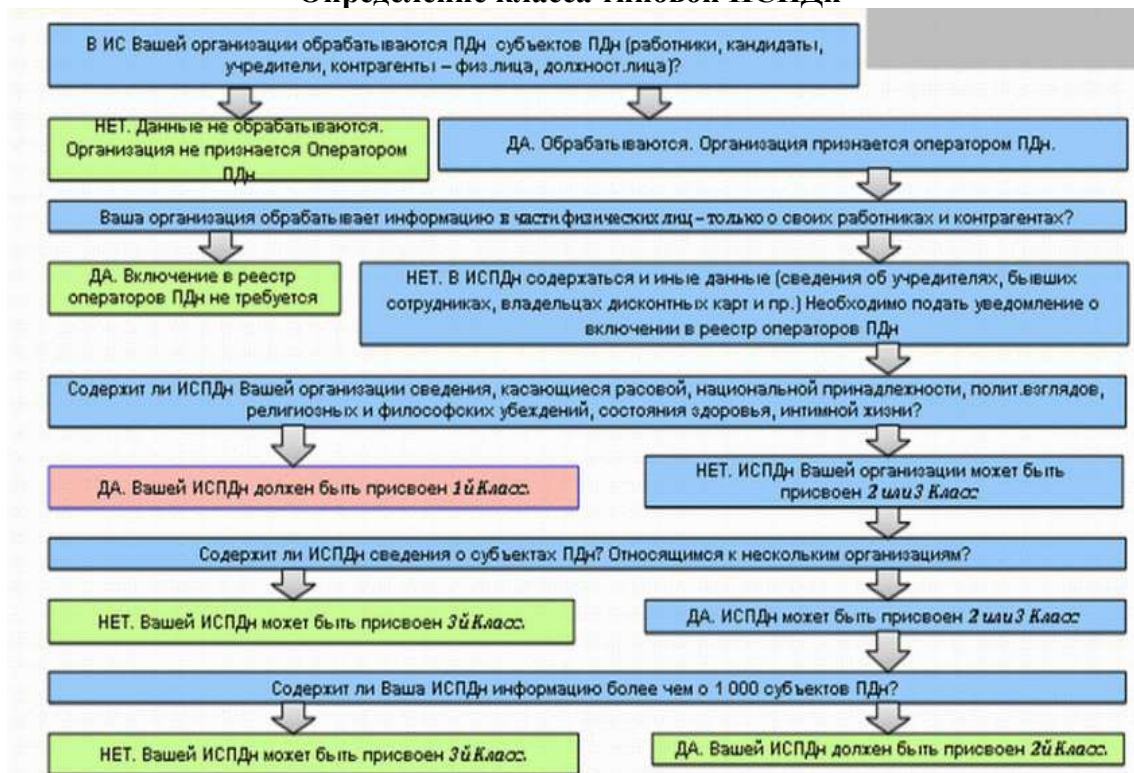 Определение класса типовой ИСПДн
В ИС Вашей организации обрабатываются ПДн субъектов ПДн (работники, кандидаты,
учредители, контрагенты – физ.лица, должност.лица)?
НЕТ. Данные не обрабатываются.
Организация не признается Оператором
ПДн
ДА. Обрабатываются. Организация признается оператором ПДн.
Ваша организация обрабатывает информацию в части физических лиц – только о своих работниках и контрагентах?
ДА. Включение в реестр
операторов ПДн не требуется
НЕТ. В ИСПДн содержаться и иные данные (сведения об учредителях, бывших
сотрудниках, владельцах дисконтных карт и пр.) Необходимо подать уведомление о
включении в реестр операторов ПДн
Содержит ли ИСПДн Вашей организации сведения, касающиеся расовой, национальной принадлежности, полит.взглядов,
религиозных и философских убеждений, состояния здоровья, интимной жизни?
ДА. Вашей ИСПДн должен быть присвоен 1й Класс.
НЕТ. ИСПДн Вашей организации может быть
присвоен 2 или 3 Класс
Содержит ли ИСПДн сведения о субъектах ПДн? Относящимся к нескольким организациям?
НЕТ. Вашей ИСПДн может быть присвоен 3й Класс.
ДА. ИСПДн может быть присвоен 2 или 3 Класс
Содержит ли Ваша ИСПДн информацию более чем о 1 000 субъектов ПДн?
НЕТ. Вашей ИСПДн может быть присвоен 3й Класс.
ДА. Вашей ИСПДн должен быть присвоен 2й Класс.